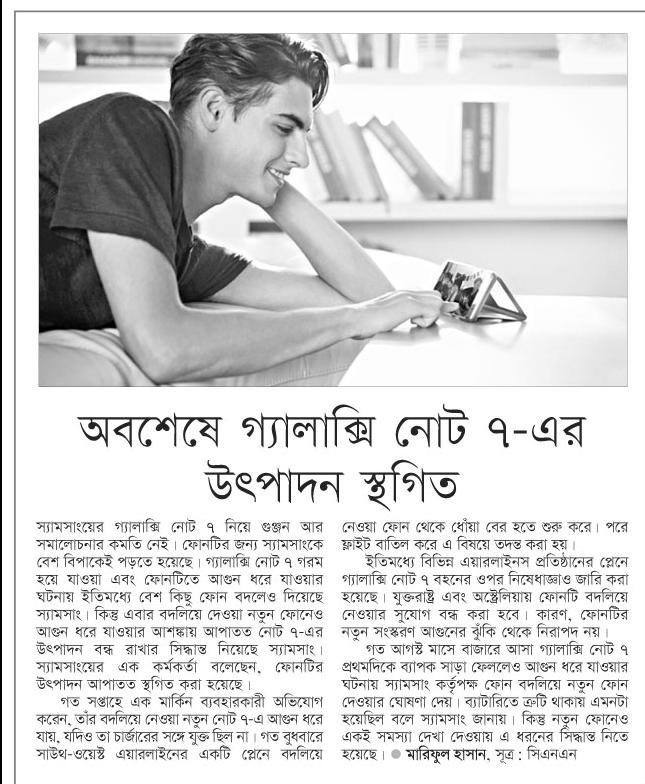 অবশেষে গ্যালাক্সি নোট ৭-এর
উৎপাদন স্থগিত
স্যামসাংয়ের গ্যালাক্সি নোট ৭ নিয়ে গুঞ্জন আর
সমালোচনার কমতি নেই। ফোনটির জন্য স্যামসাংকে
বেশ বিপাকেই পড়তে হয়েছে। গ্যালাক্সি নোট ৭ গরম
হয়ে যাওয়া এবং ফোনটিতে আগুন ধরে যাওয়ার
ঘটনায় ইতিমধ্যে বেশ কিছু ফোন বদলেও দিয়েছে
স্যামসাং। কিন্তু এবার বদলিয়ে দেওয়া নতুন ফোনেও
আগুন ধরে যাওয়ার আশঙ্কায় আপাতত নোট ৭-এর
উৎপাদন বন্ধ রাখার সিদ্ধান্ত নিয়েছে স্যামসাং।
স্যামসাংয়ের এক কর্মকর্তা বলেছেন, ফোনটির
উৎপাদন আপাতত স্থগিত করা হয়েছে।
গত সপ্তাহে এক মার্কিন ব্যবহারকারী অভিযোগ
করেন, তাঁর বদলিয়ে নেওয়া নতুন নোট ৭-এ আগুন ধরে
যায়, যদিও তা চার্জারের সঙ্গে যুক্ত ছিল না। গত বুধবারে
সাউথ-ওয়েস্ট এয়ারলাইনের একটি প্লেনে বদলিয়ে
নেওয়া ফোন থেকে ধোঁয়া বের হতে শুরু করে। পরে
ফ্লাইট বাতিল করে এ বিষয়ে তদন্ত করা হয়।
ইতিমধ্যে বিভিন্ন এয়ারলাইনস প্রতিষ্ঠানের প্লেনে
গ্যালাক্সি নোট ৭ বহনের ওপর নিষেধাজ্ঞাও জারি করা
হয়েছে। যুক্তরাষ্ট্র এবং অস্ট্রেলিয়ায় ফোনটি বদলিয়ে
নেওয়ার সুযোগ বন্ধ করা হবে। কারণ, ফোনটির
নতুন সংস্করণ আগুনের ঝুঁকি থেকে নিরাপদ নয়।
গত আগস্ট মাসে বাজারে আসা গ্যালাক্সি নোট ৭
প্রথমদিকে ব্যাপক সাড়া ফেললেও আগুন ধরে যাওয়ার
ঘটনায় স্যামসাং কর্তৃপক্ষ ফোন বদলিয়ে নতুন ফোন
দেওয়ার ঘোষণা দেয়। ব্যাটারিতে ত্রুটি থাকায় এমনটা
হয়েছিল বলে স্যামসাং জানায়। কিন্তু নতুন ফোনেও
একই সমস্যা দেখা দেওয়ায় এ ধরনের সিদ্ধান্ত নিতে
হয়েছে। ● মারিফুল হাসান, সূত্র : সিএনএন